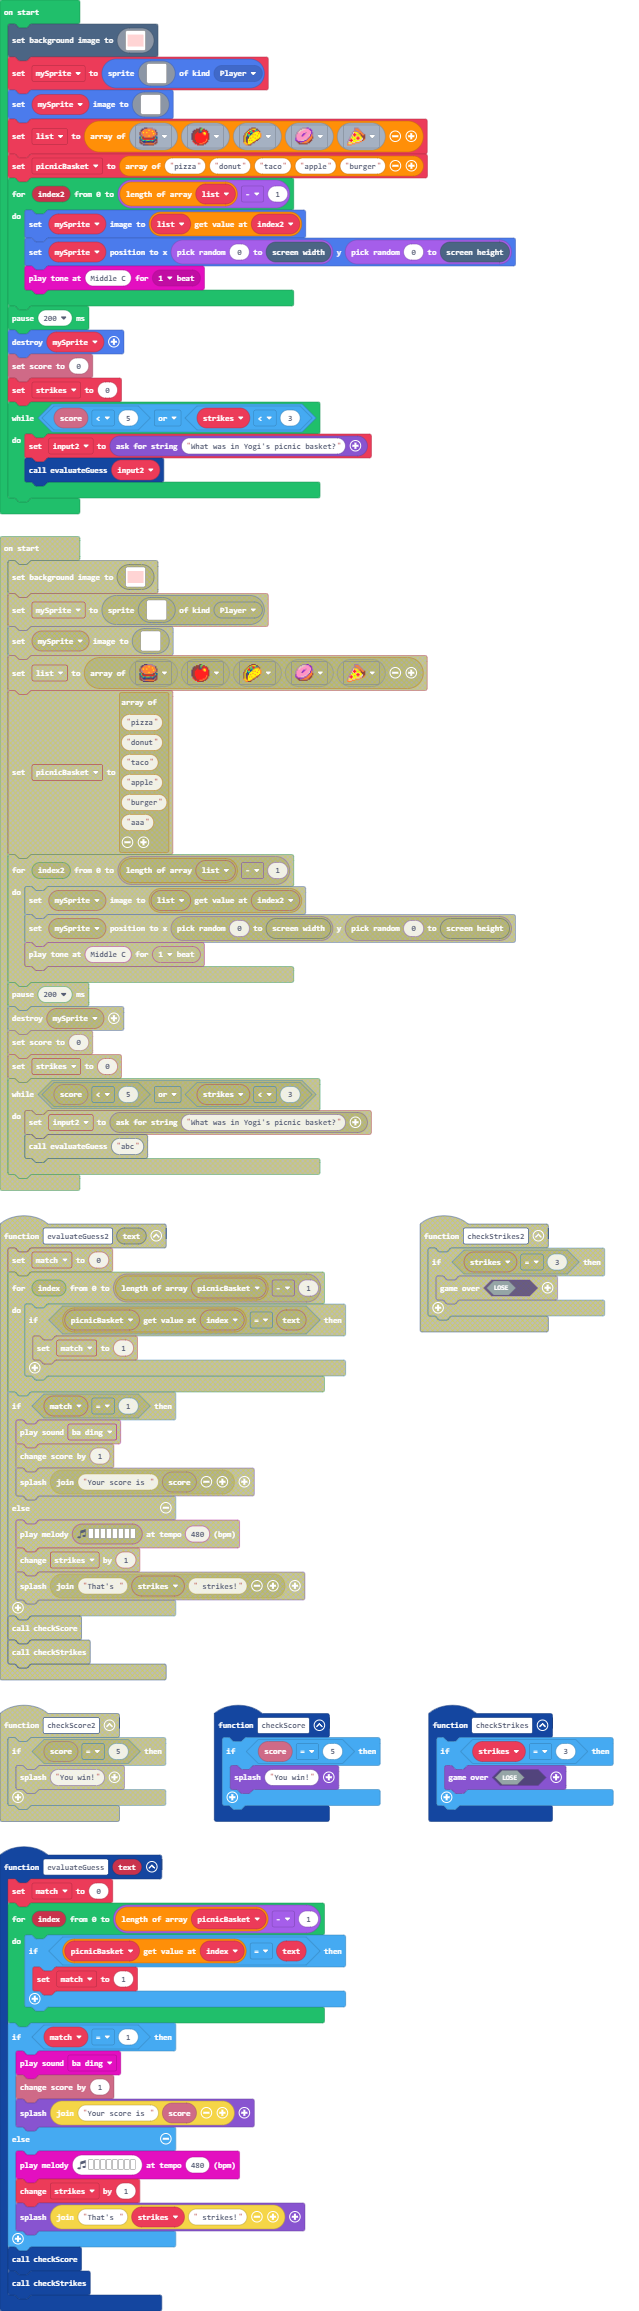 on start
set background image to
set mySprite to sprite of kind Player
set mySprite image to
set list to array of
set picnicBasket to array of "pizza" "donut" "taco" "apple" "burger"
for index2 from 0 to length of array list - 1
do set mySprite image to list get value at index2
set mySprite position to x pick random 0 to screen width y pick random 0 to screen height
play tone at Middle C for 1 beat
pause 200 ms
destroy mySprite
set score to 0
set strikes to 0
while score < 5 or strikes < 3
do set input2 to ask for string "What was in Yogi's picnic basket?"
call evaluateGuess input2
on start
set background image to
set mySprite to sprite of kind Player
set mySprite image to
set list to array of
array of
"pizza"
"donut"
"taco"
set picnicBasket to
"apple"
"burger"
"aaa"
for index2 from 0 to length of array list - 1
do set mySprite image to list get value at index2
set mySprite position to x pick random 0 to screen width y pick random 0 to screen height
play tone at Middle C for 1 beat
pause 200 ms
destroy mySprite
set score to 0
set strikes to 0
while score < 5 or strikes < 3
do set input2 to ask for string "What was in Yogi's picnic basket?"
call evaluateGuess "abc"
function evaluateGuess2 text
set match to 0
for index from 0 to length of array picnicBasket - 1
do if picnicBasket get value at index = text then
set match to 1
if match = 1 then
play sound ba ding
change score by 1
splash join "Your score is " score
else
play melody at tempo 480 (bpm)
change strikes by 1
splash join "That's " strikes " strikes!"
call checkScore
call checkStrikes
function checkStrikes2
if strikes = 3 then
game over LOSE
function checkScore2
if score = 5 then
splash "You win!"
function checkScore
if score = 5 then
splash "You win!"
function checkStrikes
if strikes = 3 then
game over LOSE
function evaluateGuess text
set match to 0
for index from 0 to length of array picnicBasket - 1
do if picnicBasket get value at index = text then
set match to 1
if match = 1 then
play sound ba ding
change score by 1
splash join "Your score is " score
else
play melody at tempo 480 (bpm)
change strikes by 1
splash join "That's " strikes " strikes!"
call checkScore
call checkStrikes